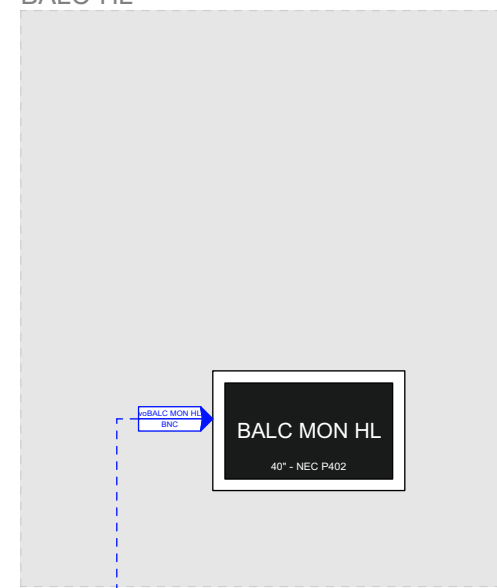 BALC HL
voBALC MON HL
BNC
BALC MON HL
40" - NEC P402